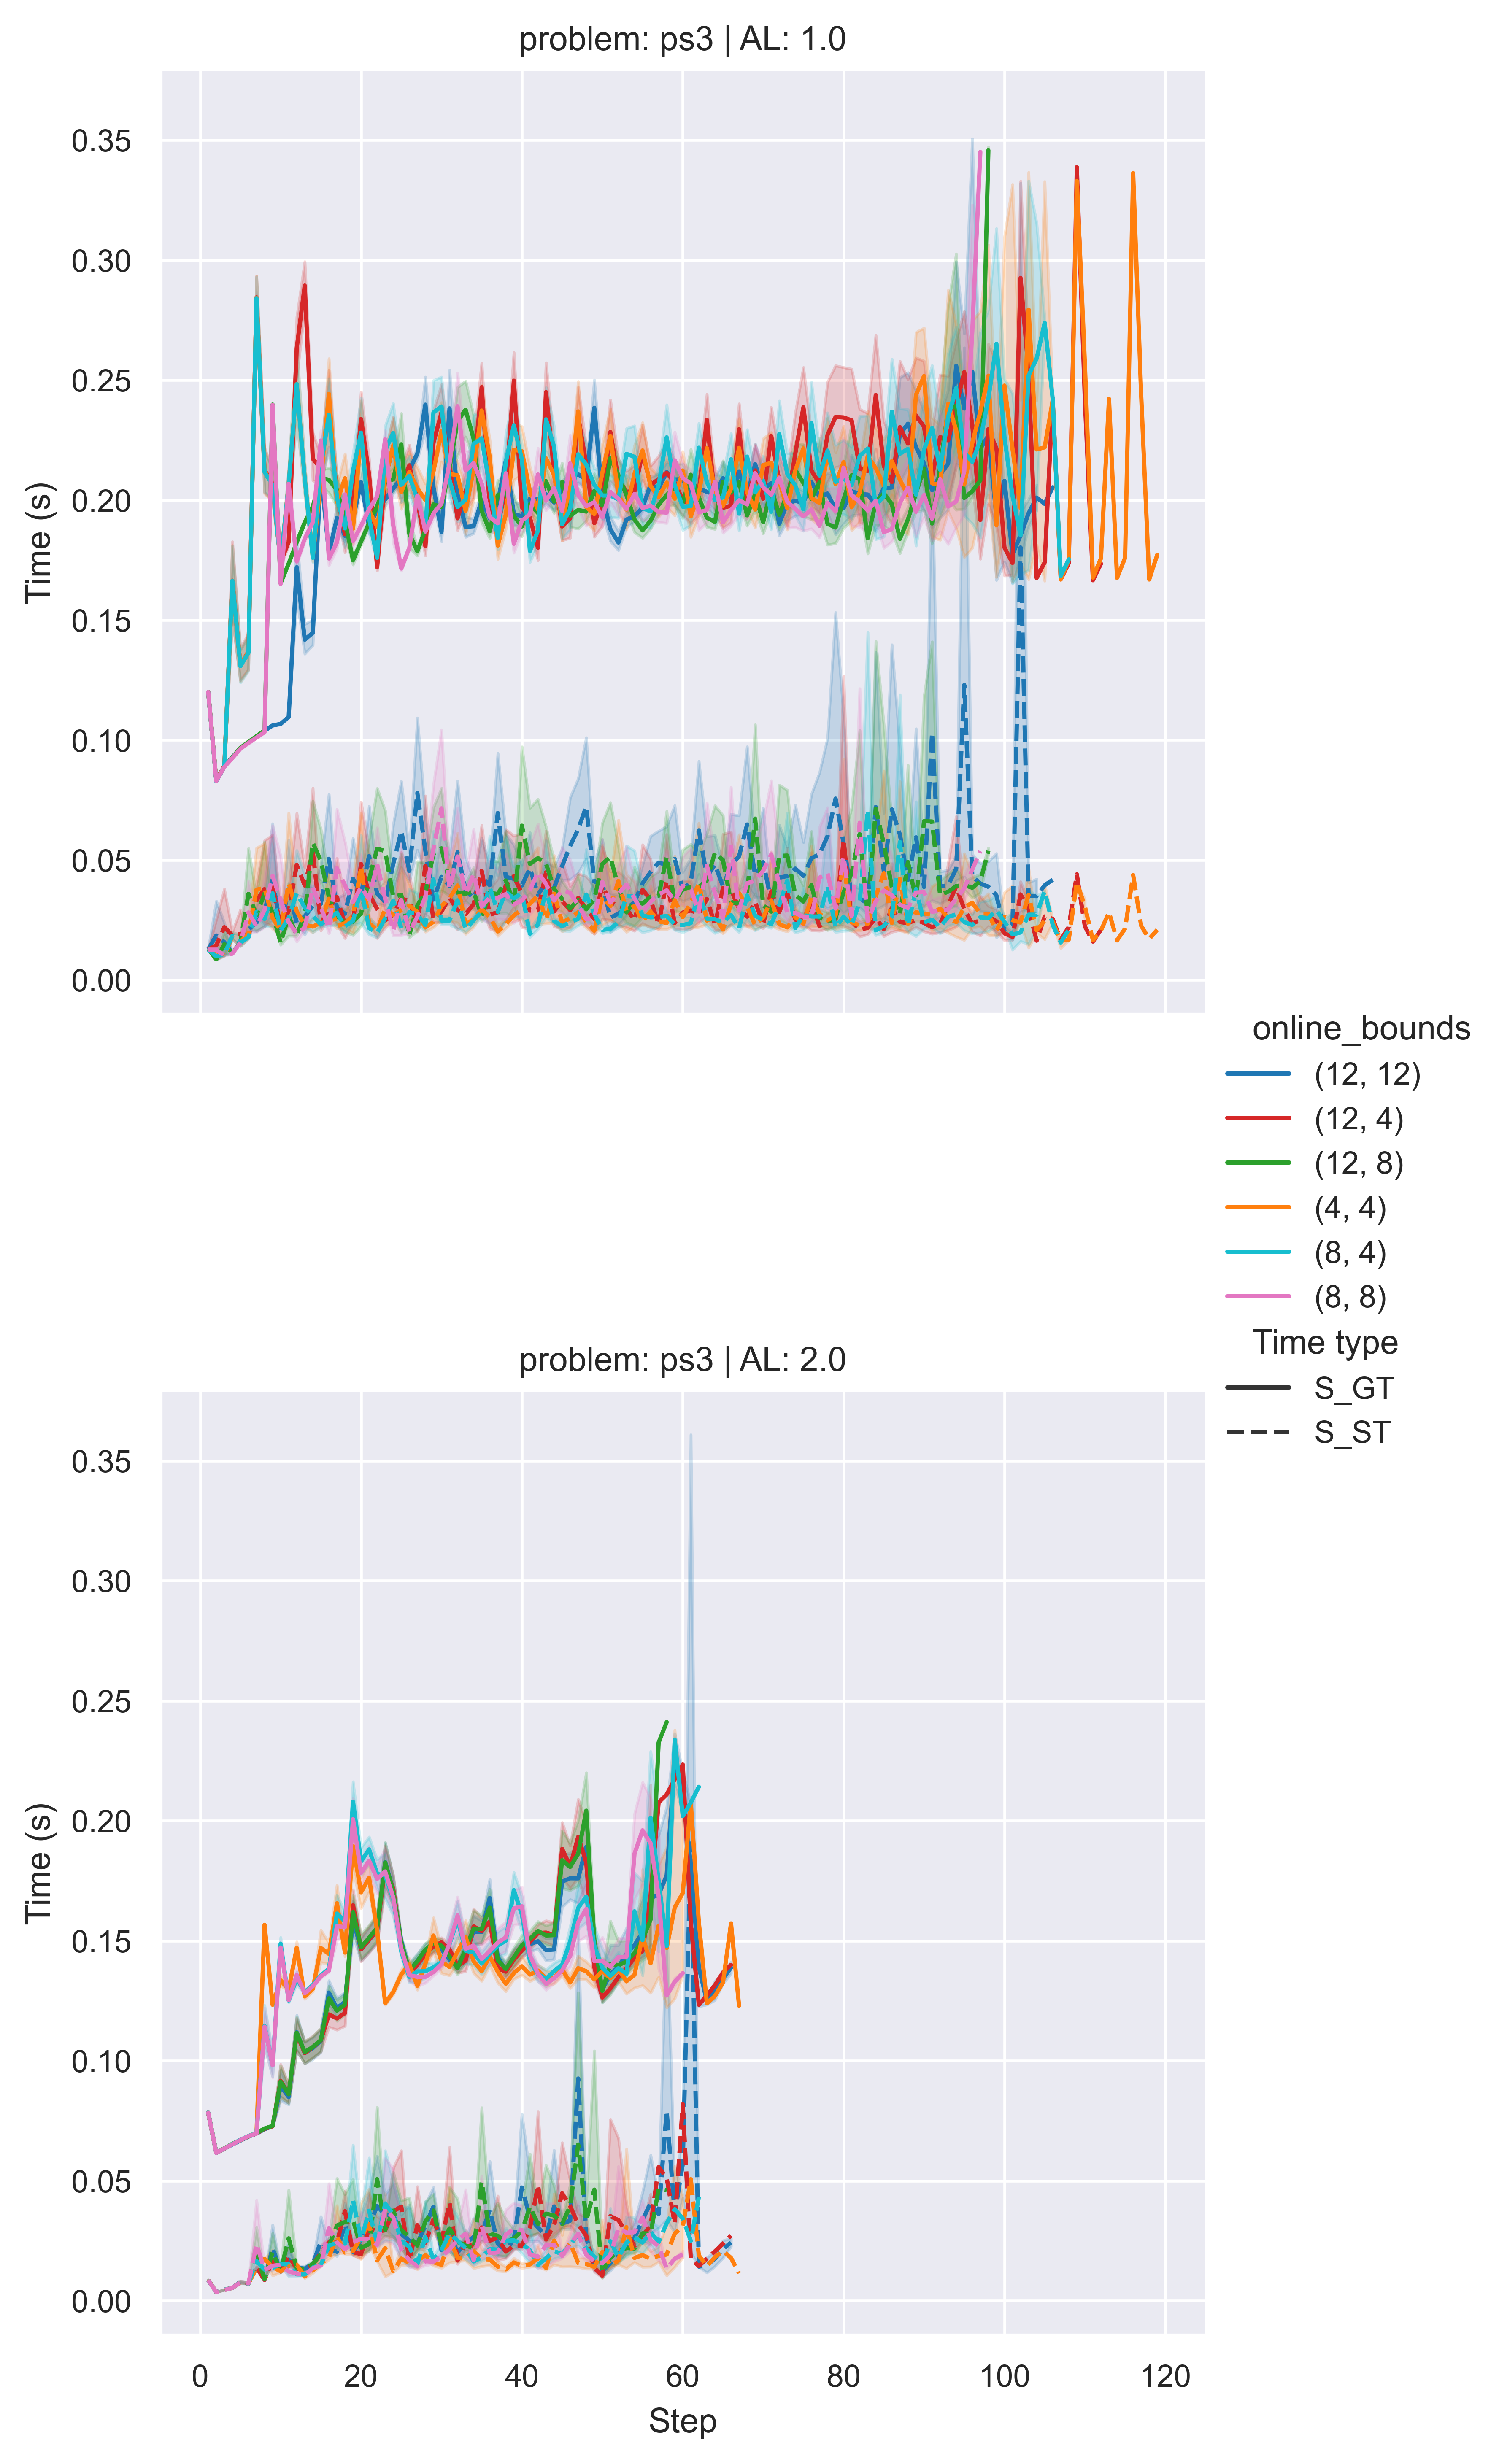 problem: ps3 | AL: 1.0
0.35
0.30
0.25
0.20
0.15
0.10
0.05
0.00
Time (s)
online_bounds
(12, 12)
(12, 4)
(12, 8)
(4, 4)
(8, 4)
(8, 8)
Time type
S_GT
S_ST
problem: ps3 | AL: 2.0
0.35
0.30
0.25
0.20
0.15
0.10
0.05
0.00
Time (s)
0 20 40 60 80 100 120
Step